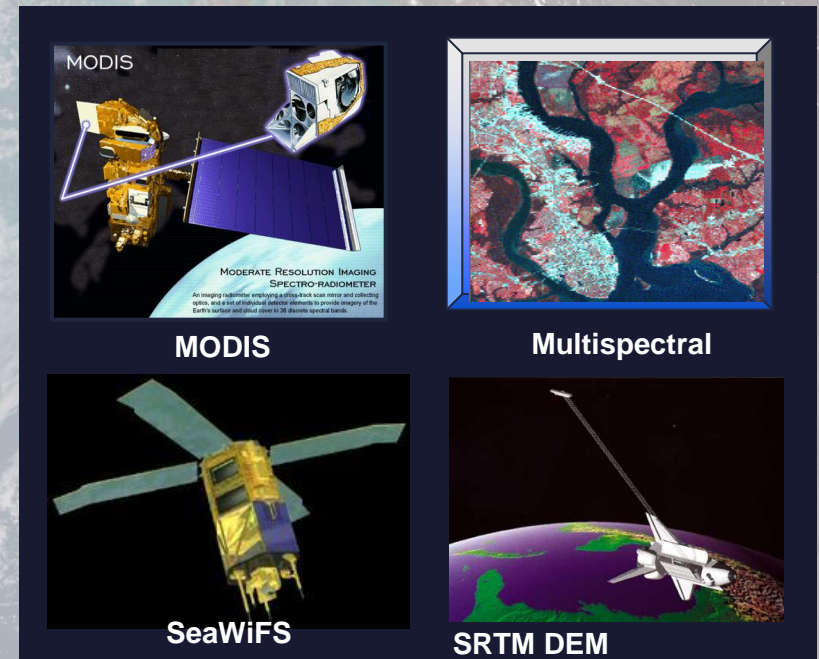 MODIS
MODERATE RESOLUTION IMAGING
SPECTRO-RADIOMETER
An imaging radiometer employing a cross-track scan mirror and collecting
optics, and a set of individual detector elements to provide imagery of the
Earth's surface and cloud cover in 36 discrete spectral bands.
MODIS
Multispectral
SeaWiFS
SRTM DEM